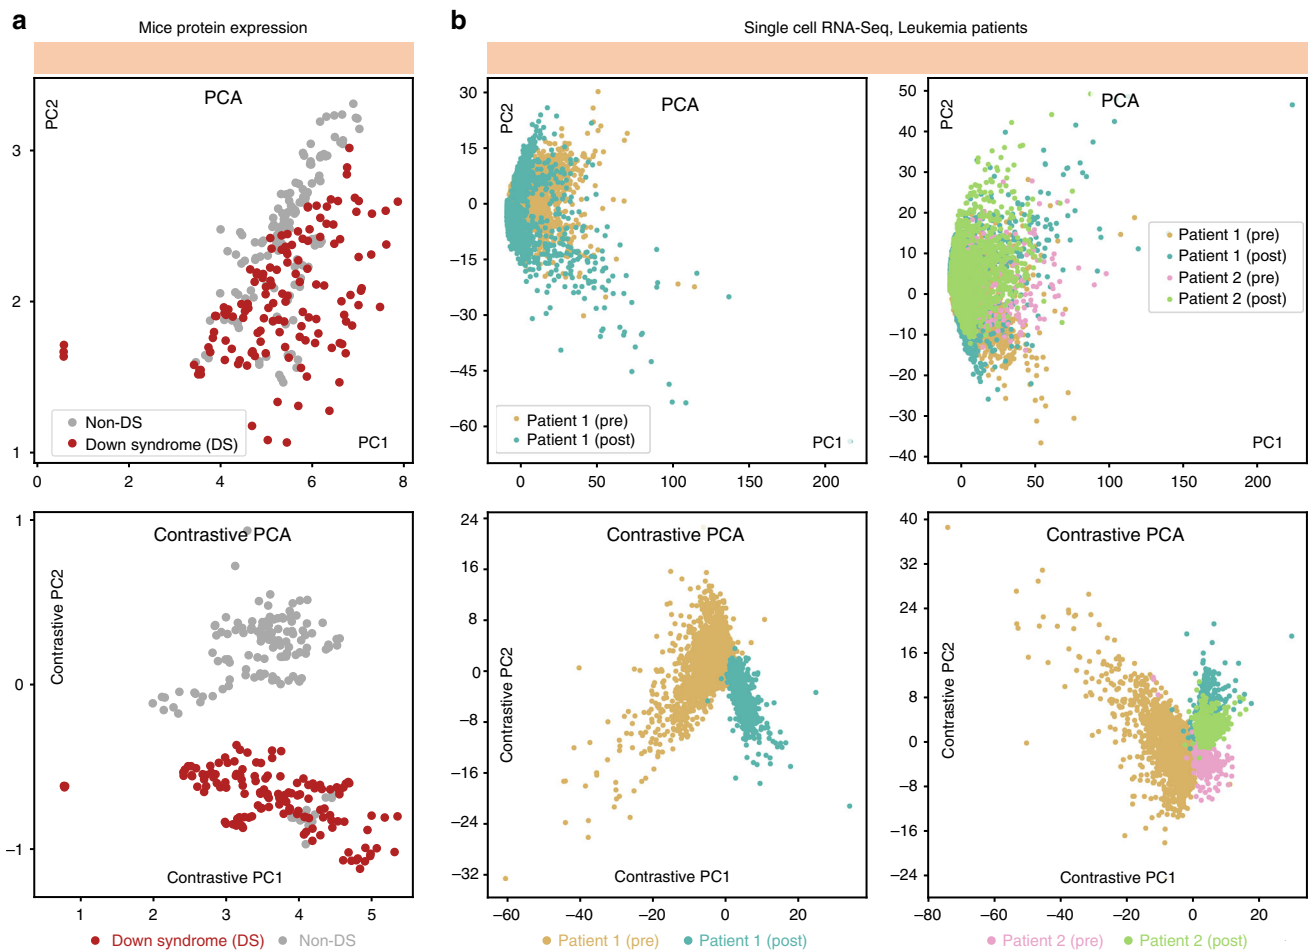 a
Mice protein expression
PCA
PC2
3
2
1
Non-DS
Down syndrome (DS)
PC1
0 2 4 6 8
Contrastive PCA
Contrastive PC2
1
0
−1
Contrastive PC1
1 2 3 4 5
Down syndrome (DS) Non-DS
b
Single cell RNA-Seq, Leukemia patients
PCA
PC2
30
15
0
−15
−30
−45
−60
Patient 1 (pre)
Patient 1 (post)
PC1
0 50 100 150 200
PCA
PC2
50
40
30
20
10
0
−10
−20
−30
−40
Patient 1 (pre)
Patient 1 (post)
Patient 2 (pre)
Patient 2 (post)
PC1
0 50 100 150 200
Contrastive PCA
Contrastive PC2
24
16
8
0
−8
−16
−24
−32
Contrastive PC1
−60 −40 −20 0 20
Contrastive PCA
Contrastive PC2
40
32
24
16
8
0
−8
−16
−24
Contrastive PC1
−80 −60 −40 −20 0 20
Patient 1 (pre) Patient 1 (post) Patient 2 (pre) Patient 2 (post)